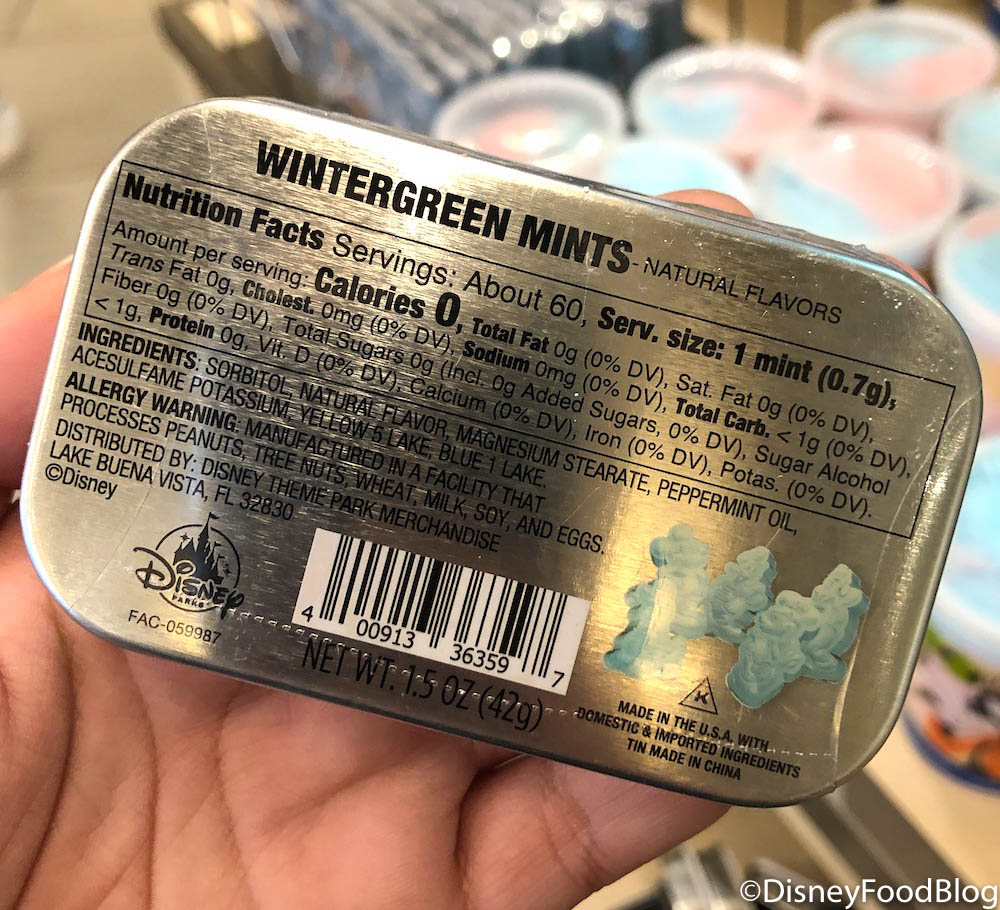 WINTERGREEN MINTS - NATURAL FLAVORS
Nutrition Facts Servings: About 60, Serv. size: 1 mint (0.7g),
Amount per serving: Calories 0, Total Fat 0g (0% DV), Sat. Fat 0g (0% DV),
Trans Fat 0g, Cholest. 0mg (0% DV), Sodium 0mg (0% DV), Total Carb. < 1g (0% DV),
Fiber 0g (0% DV), Total Sugars 0g (Incl. 0g Added Sugars, 0% DV), Sugar Alcohol
< 1g, Protein 0g, Vit. D (0% DV), Calcium (0% DV), Iron (0% DV), Potas. (0% DV).
INGREDIENTS: SORBITOL, NATURAL FLAVOR, MAGNESIUM STEARATE, PEPPERMINT OIL,
ACESULFAME POTASSIUM, YELLOW 5 LAKE, BLUE 1 LAKE.
ALLERGY WARNING: MANUFACTURED IN A FACILITY THAT
PROCESSES PEANUTS, TREE NUTS, WHEAT, MILK, SOY, AND EGGS.
DISTRIBUTED BY: DISNEY THEME PARK MERCHANDISE
LAKE BUENA VISTA, FL 32830
©Disney
Disney
PARKS
FAC-059987
4 00913 36359 7
NET WT. 1.5 OZ (42g)
K
MADE IN THE U.S.A. WITH
DOMESTIC & IMPORTED INGREDIENTS
TIN MADE IN CHINA
©DisneyFoodBlog